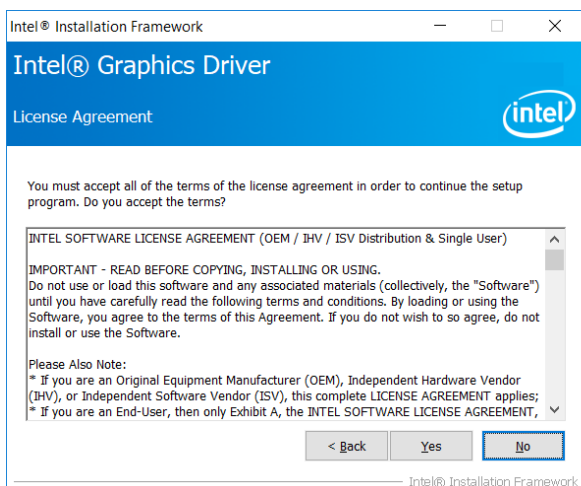 Intel® Installation Framework
Intel® Graphics Driver
License Agreement
intel
You must accept all of the terms of the license agreement in order to continue the setup
program. Do you accept the terms?
INTEL SOFTWARE LICENSE AGREEMENT (OEM / IHV / ISV Distribution & Single
User)
IMPORTANT - READ BEFORE COPYING, INSTALLING OR USING.
Do not use or load this software and any associated materials (collectively, the "Software")
until you have carefully read the following terms and conditions. By loading or using the
Software, you agree to the terms of this Agreement. If you do not wish to so agree, do not
install or use the Software.
Please Also Note:
* If you are an Original Equipment Manufacturer (OEM), Independent Hardware Vendor
(IHV), or Independent Software Vendor (ISV), this complete LICENSE AGREEMENT applies;
* If you are an End-User, then only Exhibit A, the INTEL SOFTWARE LICENSE AGREEMENT,
< Back Yes No
Intel® Installation Framework